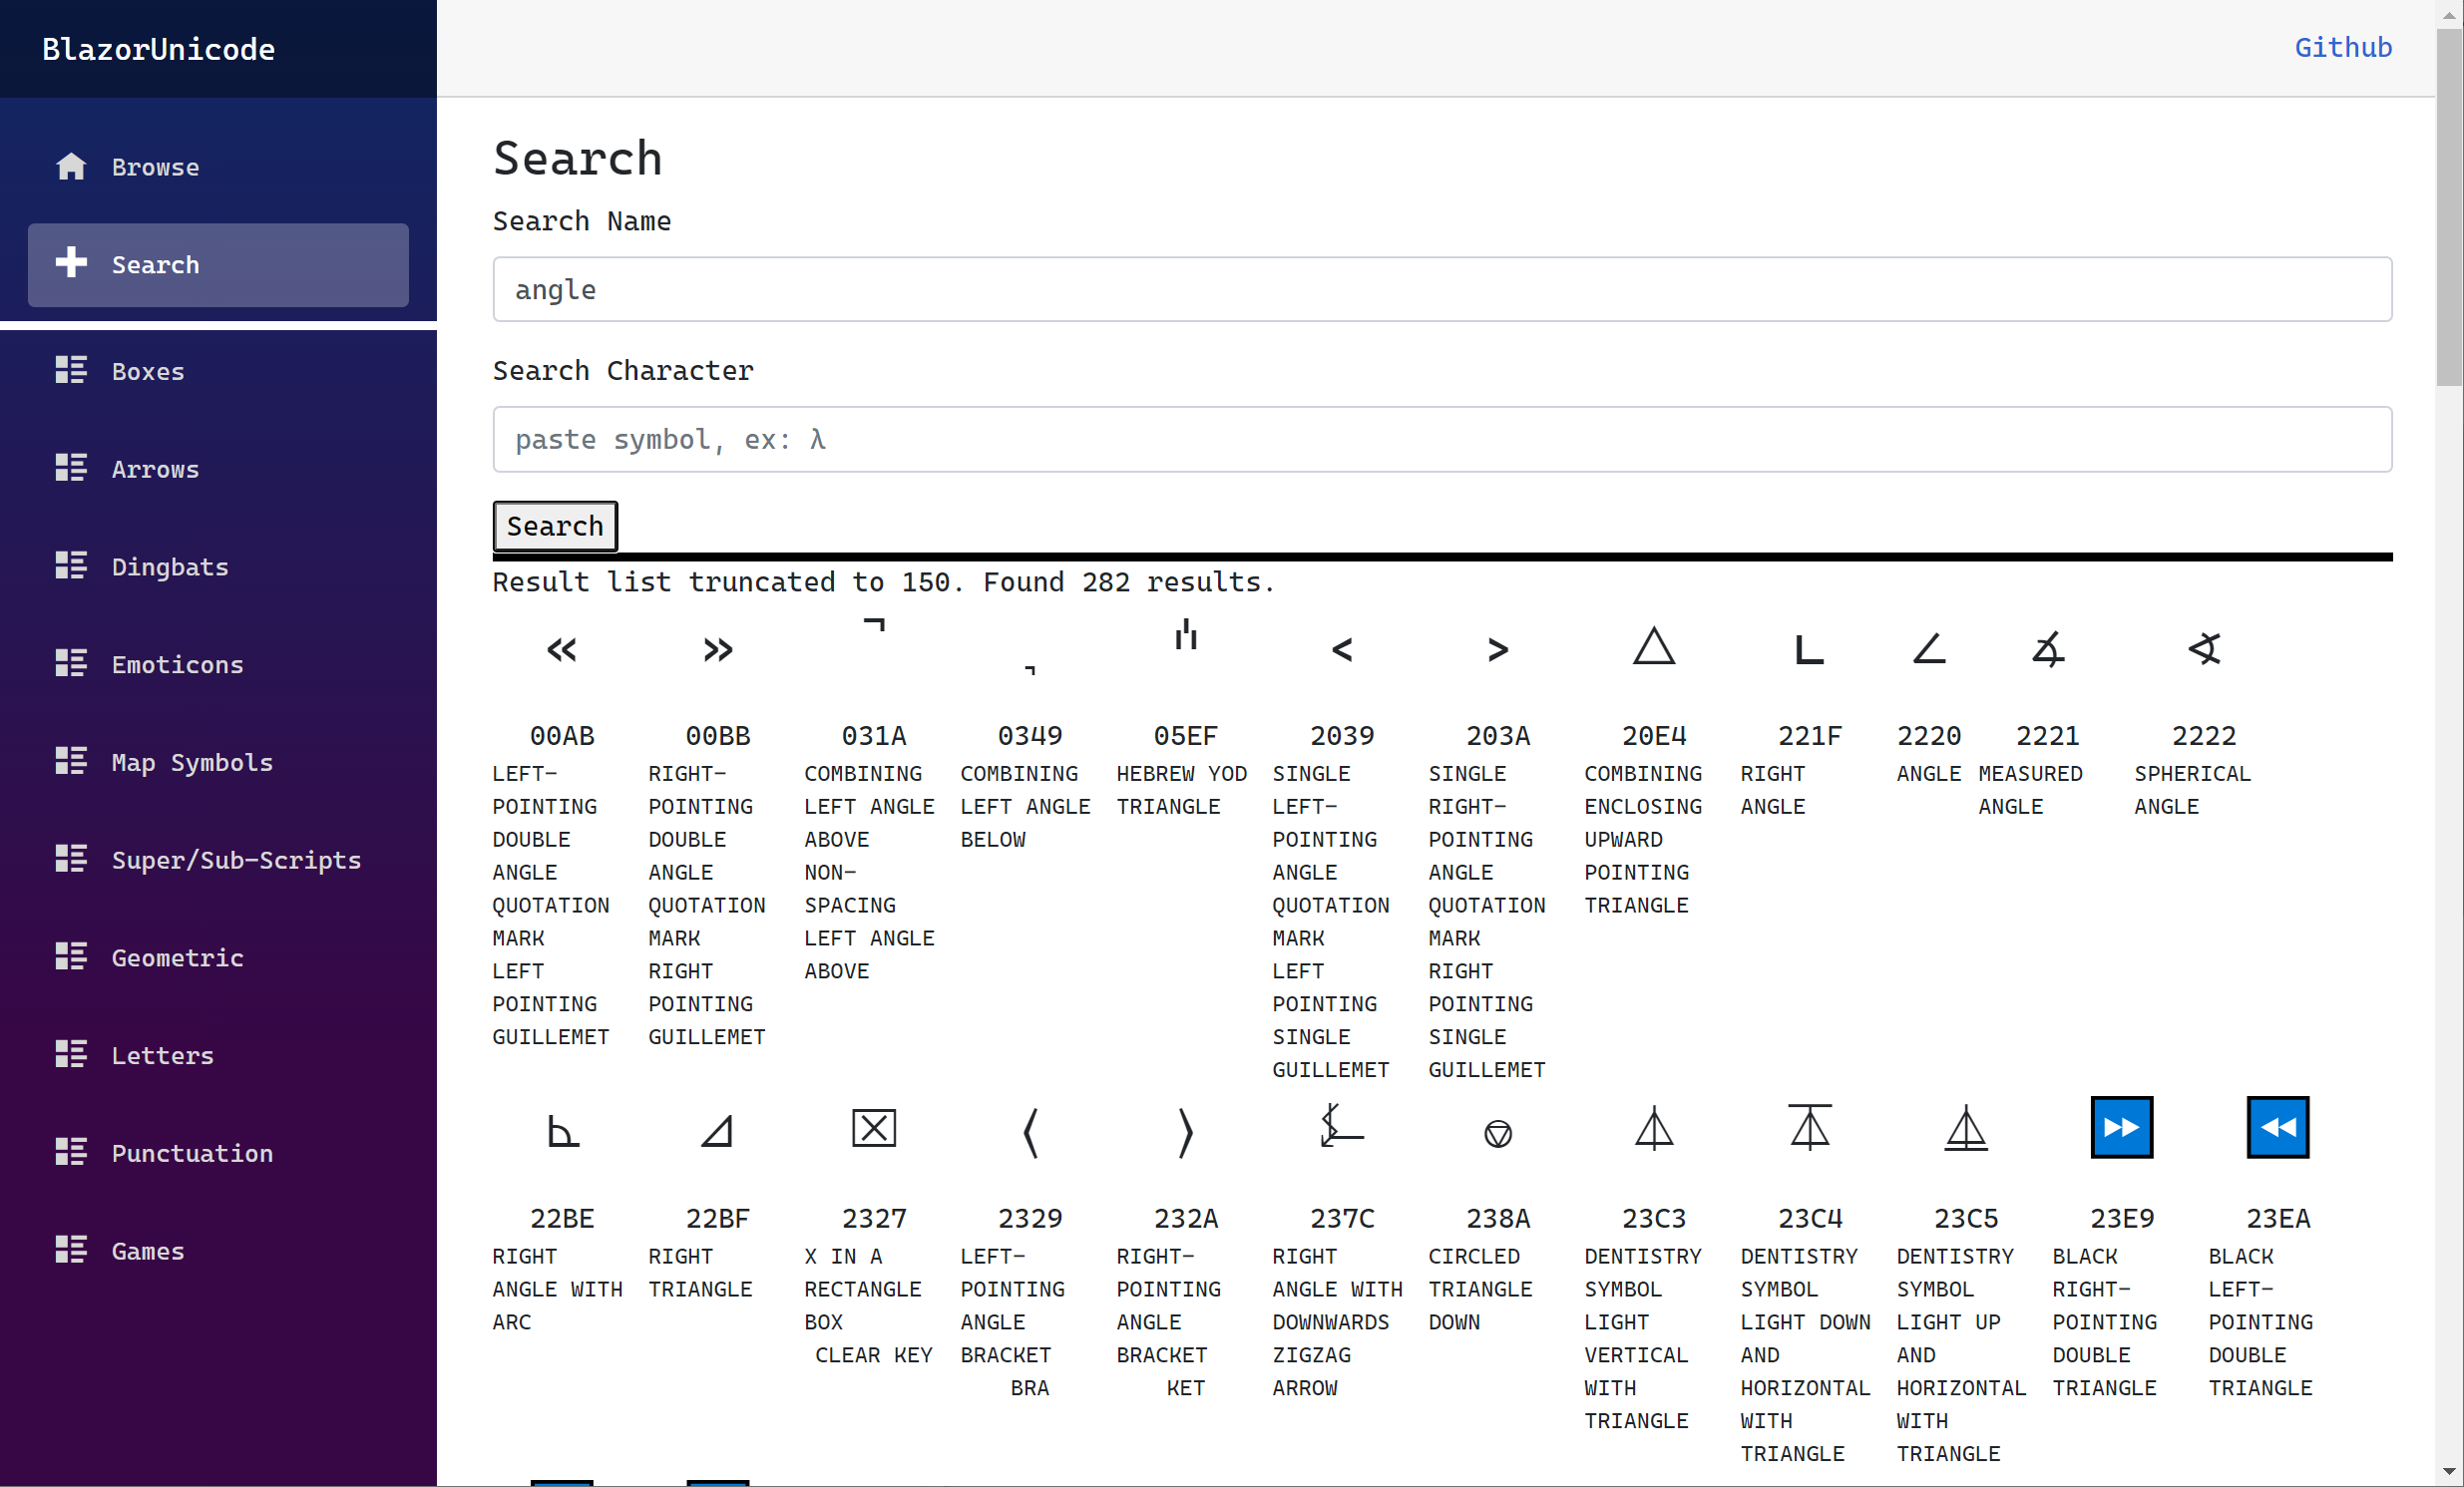 BlazorUnicode
Github
Browse
Search
Boxes
Arrows
Dingbats
Emoticons
Map Symbols
Super/Sub-Scripts
Geometric
Letters
Punctuation
Games
Search
Search Name
angle
Search Character
paste symbol, ex: λ
Search
Result list truncated to 150. Found 282 results.
«
00AB
LEFT-
POINTING
DOUBLE
ANGLE
QUOTATION
MARK
LEFT
POINTING
GUILLEMET
»
00BB
RIGHT-
POINTING
DOUBLE
ANGLE
QUOTATION
MARK
RIGHT
POINTING
GUILLEMET
̚
031A
COMBINING
LEFT ANGLE
ABOVE
NON-
SPACING
LEFT ANGLE
ABOVE
͉
0349
COMBINING
LEFT ANGLE
BELOW
ׯ
05EF
HEBREW YOD
TRIANGLE
‹
2039
SINGLE
LEFT-
POINTING
ANGLE
QUOTATION
MARK
LEFT
POINTING
SINGLE
GUILLEMET
›
203A
SINGLE
RIGHT-
POINTING
ANGLE
QUOTATION
MARK
RIGHT
POINTING
SINGLE
GUILLEMET
⃤
20E4
COMBINING
ENCLOSING
UPWARD
POINTING
TRIANGLE
∟
221F
RIGHT
ANGLE
∠
2220
ANGLE
∡
2221
MEASURED
ANGLE
∢
2222
SPHERICAL
ANGLE
⊾
22BE
RIGHT
ANGLE WITH
ARC
⊿
22BF
RIGHT
TRIANGLE
⌧
2327
X IN A
RECTANGLE
BOX
CLEAR KEY
〈
2329
LEFT-
POINTING
ANGLE
BRACKET
BRA
〉
232A
RIGHT-
POINTING
ANGLE
BRACKET
KET
⍼
237C
RIGHT
ANGLE WITH
DOWNWARDS
ZIGZAG
ARROW
⎊
238A
CIRCLED
TRIANGLE
DOWN
⏃
23C3
DENTISTRY
SYMBOL
LIGHT
VERTICAL
WITH
TRIANGLE
⏄
23C4
DENTISTRY
SYMBOL
LIGHT DOWN
AND
HORIZONTAL
WITH
TRIANGLE
⏅
23C5
DENTISTRY
SYMBOL
LIGHT UP
AND
HORIZONTAL
WITH
TRIANGLE
⏩
23E9
BLACK
RIGHT-
POINTING
DOUBLE
TRIANGLE
⏪
23EA
BLACK
LEFT-
POINTING
DOUBLE
TRIANGLE